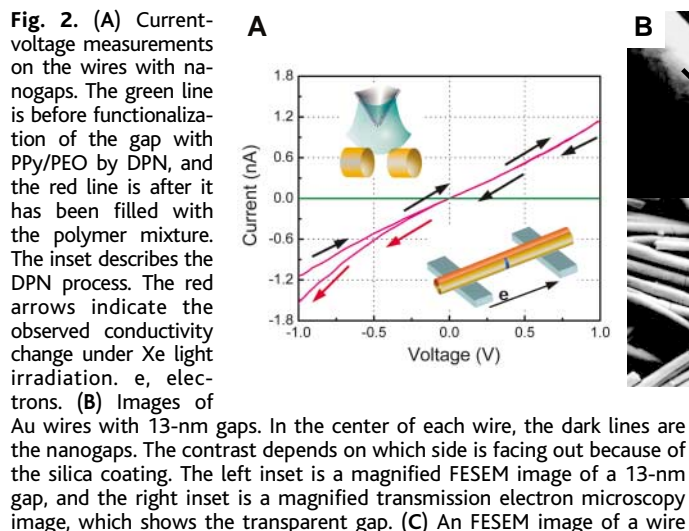 Fig. 2. (A) Current-
voltage measurements
on the wires with na-
nogaps. The green line
is before functionaliza-
tion of the gap with
PPy/PEO by DPN, and
the red line is after it
has been filled with
the polymer mixture.
The inset describes the
DPN process. The red
arrows indicate the
observed conductivity
change under Xe light
irradiation. e, elec-
trons. (B) Images of
Au wires with 13-nm gaps. In the center of each wire, the dark lines are
the nanogaps. The contrast depends on which side is facing out because of
the silica coating. The left inset is a magnified FESEM image of a 13-nm
gap, and the right inset is a magnified transmission electron microscopy
image, which shows the transparent gap. (C) An FESEM image of a wire
A
Current (nA)
1.8
1.2
0.6
0.0
-0.6
-1.2
-1.8
e
-1.0 -0.5 0.0 0.5 1.0
Voltage (V)
B